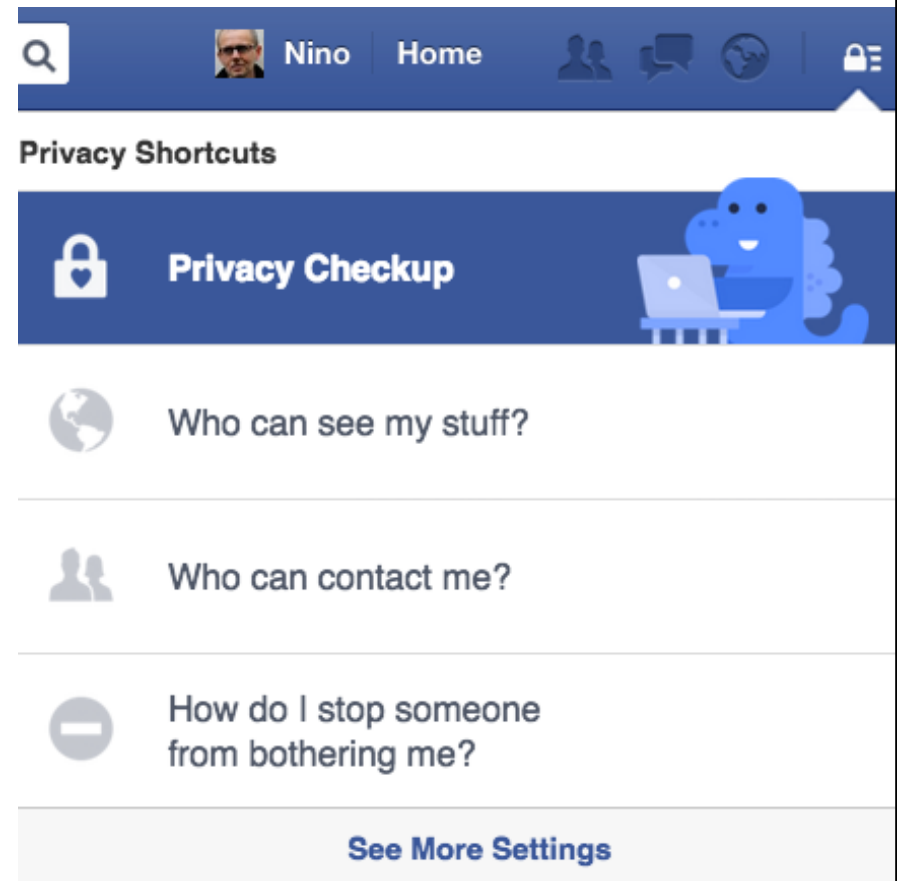 Nino Home
Privacy Shortcuts
Privacy Checkup
Who can see my stuff?
Who can contact me?
How do I stop someone
from bothering me?
See More Settings